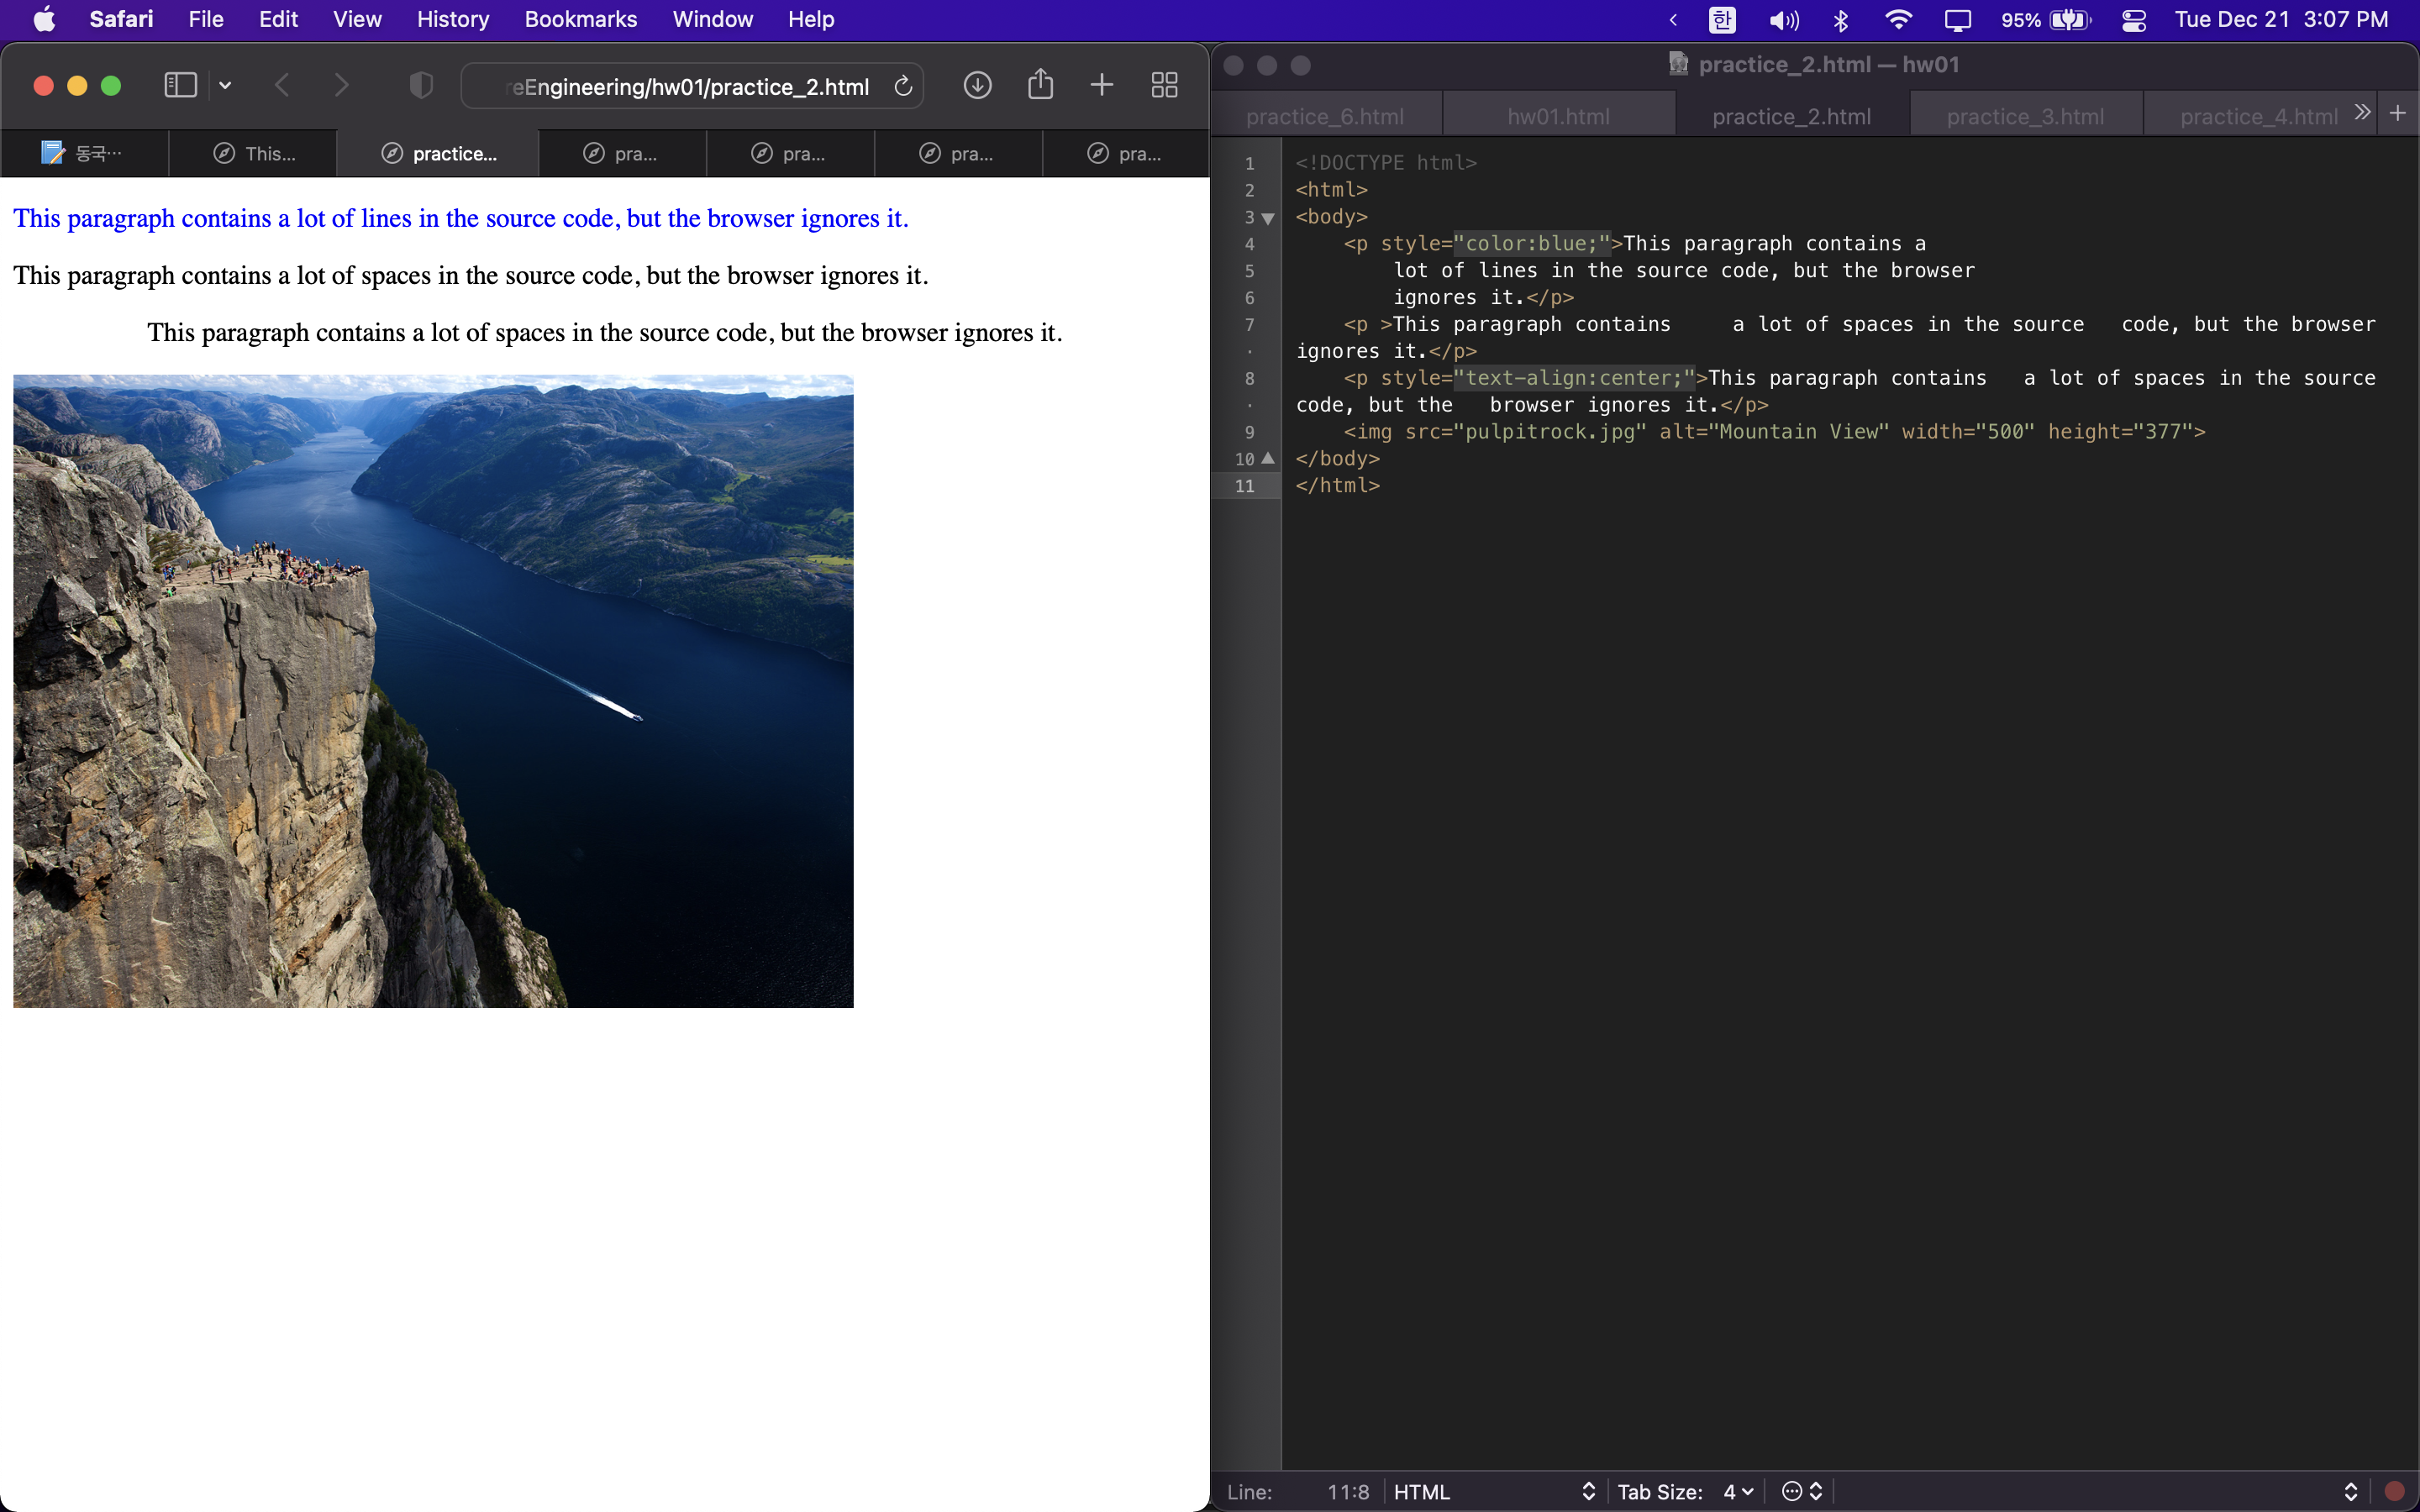 Safari File Edit View History Bookmarks Window Help
한 95% Tue Dec 21 3:07 PM
reEngineering/hw01/practice_2.html
동국… This... practice... pra... pra... pra... pra...
This paragraph contains a lot of lines in the source code, but the browser ignores it.
This paragraph contains a lot of spaces in the source code, but the browser ignores it.
This paragraph contains a lot of spaces in the source code, but the browser ignores it.
practice_2.html — hw01
practice_6.html hw01.html practice_2.html practice_3.html practice_4.html
1 <!DOCTYPE html>
2 <html>
3 <body>
4 <p style="color:blue;">This paragraph contains a
5 lot of lines in the source code, but the browser
6 ignores it.</p>
7 <p >This paragraph contains     a lot of spaces in the source   code, but the browser
ignores it.</p>
8 <p style="text-align:center;">This paragraph contains   a lot of spaces in the source
code, but the   browser ignores it.</p>
9 <img src="pulpitrock.jpg" alt="Mountain View" width="500" height="377">
10 </body>
11 </html>
Line: 11:8 HTML Tab Size: 4